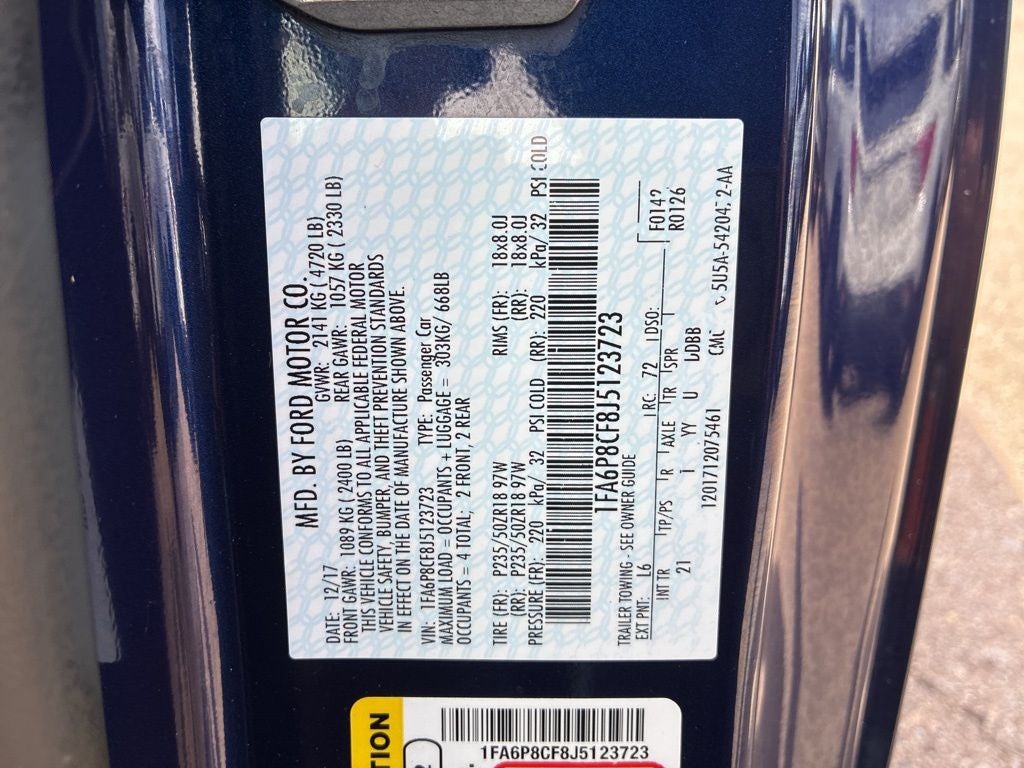 MFD. BY FORD MOTOR CO.
DATE: 12/17 GVWR: 2141 KG ( 4720 LB)
FRONT GAWR: 1089 KG ( 2400 LB) REAR GAWR: 1057 KG ( 2330 LB)
THIS VEHICLE CONFORMS TO ALL APPLICABLE FEDERAL MOTOR
VEHICLE SAFETY, BUMPER, AND THEFT PREVENTION STANDARDS
IN EFFECT ON THE DATE OF MANUFACTURE SHOWN ABOVE.
VIN: 1FA6P8CF8J5123723 TYPE: Passenger Car
MAXIMUM LOAD = OCCUPANTS + LUGGAGE = 303KG/ 668LB
OCCUPANTS = 4 TOTAL; 2 FRONT, 2 REAR
TIRE (FR): P235/50ZR18 97W RIMS (FR): 18x8.0J
(RR): P235/50ZR18 97W (RR): 18x8.0J
PRESSURE (FR): 220 kPa/ 32 PSI COLD (RR): 220 kPa/ 32 PSI COLD
1FA6P8CF8J5123723
TRAILER TOWING - SEE OWNER GUIDE
EXT PNT: L6 RC: 72 DSO: F0149
R0126
INT TR TP/PS R AXLE TR SPR
21 YY U UDBB
1201712075461 CMC 5U5A-54204 2-AA
TION
1FA6P8CF8J5123723